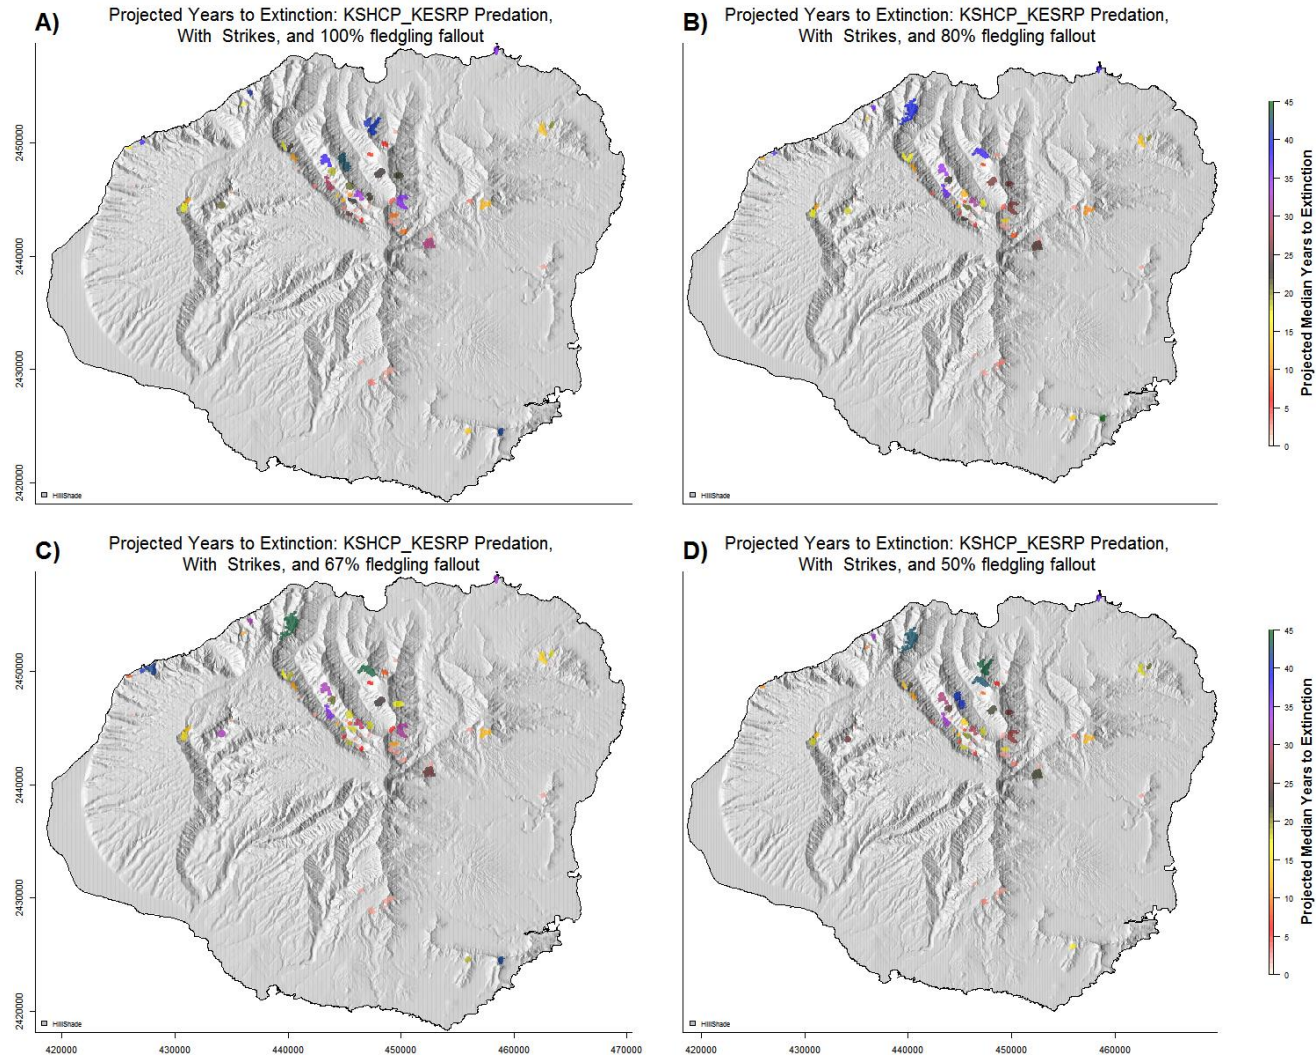 A) Projected Years to Extinction: KSHCP_KESRP Predation,
With Strikes, and 100% fledgling fallout
B) Projected Years to Extinction: KSHCP_KESRP Predation,
With Strikes, and 80% fledgling fallout
2450000
2440000
2430000
2420000
HillShade
HillShade
45
40
35
30
25
20
15
10
5
0
Projected Median Years to Extinction
C) Projected Years to Extinction: KSHCP_KESRP Predation,
With Strikes, and 67% fledgling fallout
D) Projected Years to Extinction: KSHCP_KESRP Predation,
With Strikes, and 50% fledgling fallout
2450000
2440000
2430000
2420000
HillShade
HillShade
45
40
35
30
25
20
15
10
5
0
Projected Median Years to Extinction
420000 430000 440000 450000 460000 470000
420000 430000 440000 450000 460000